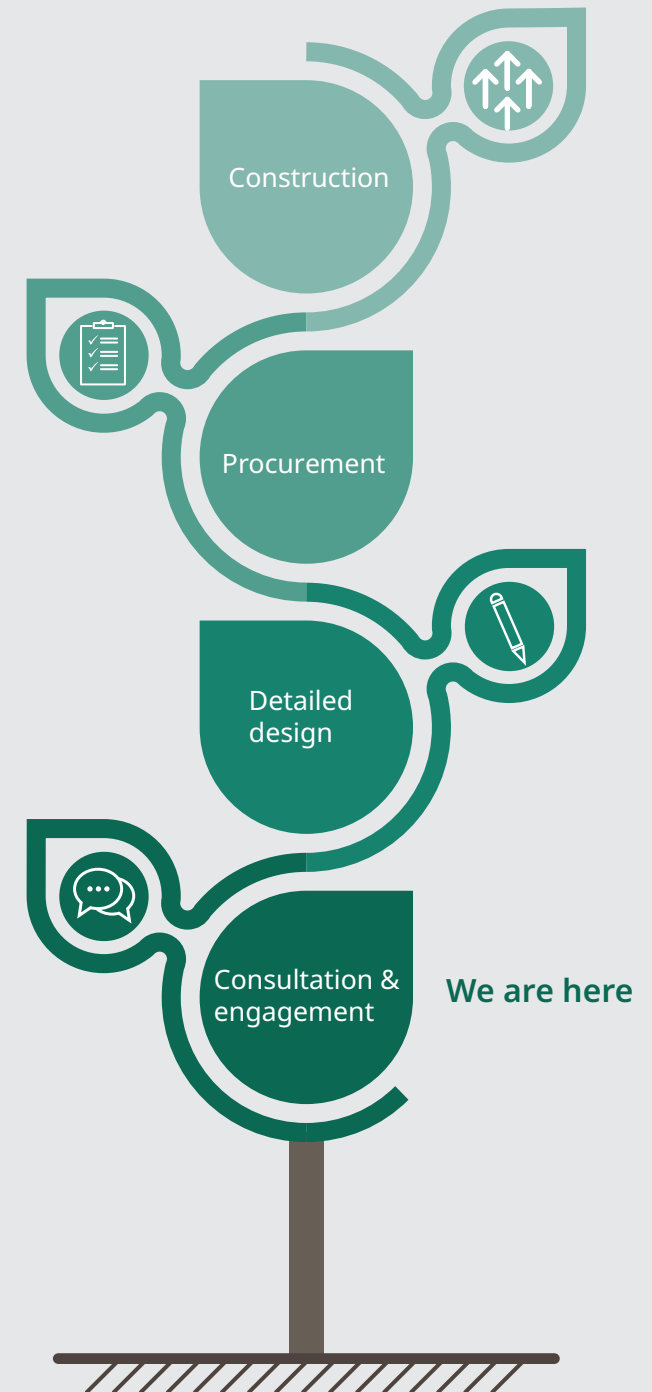 Construction
Procurement
Detailed
design
Consultation &
engagement
We are here